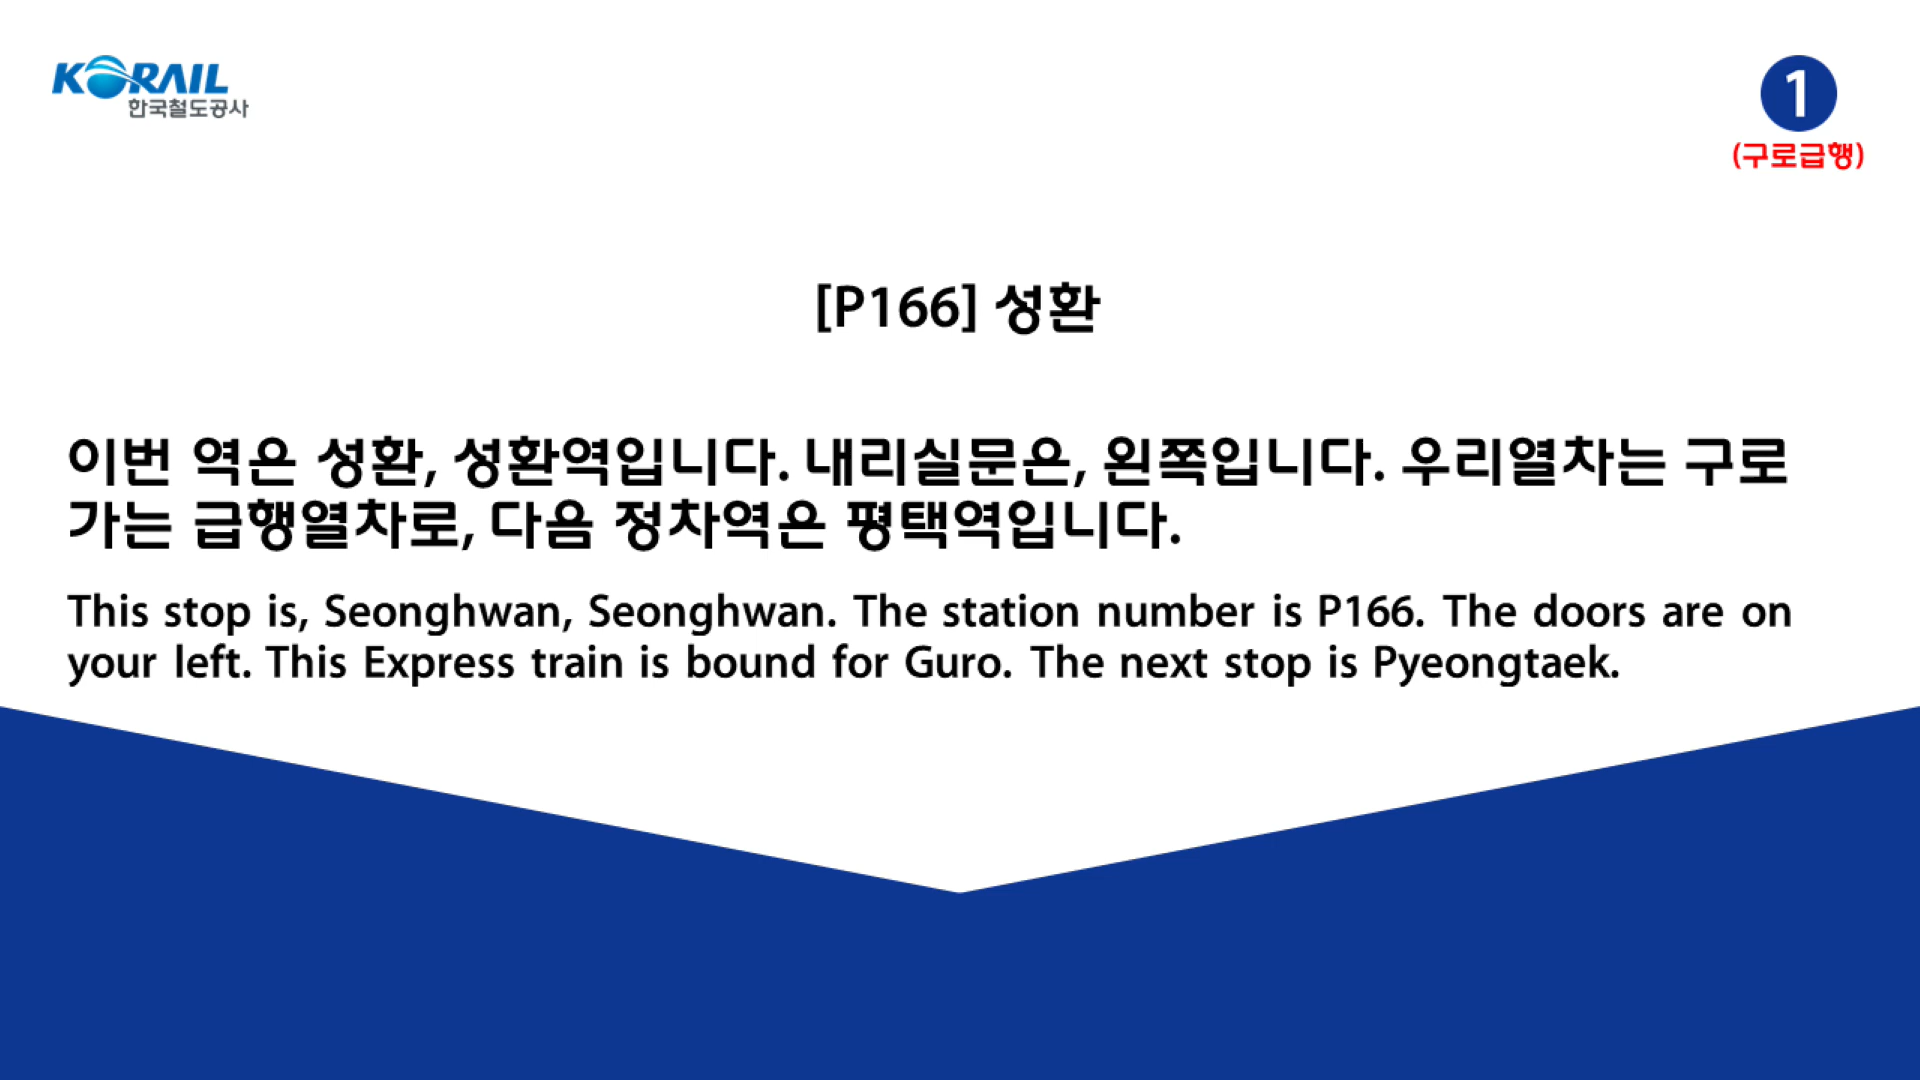 KORAIL
한국철도공사
1
(구로급행)
[P166] 성환
이번 역은 성환, 성환역입니다. 내리실문은, 왼쪽입니다. 우리열차는 구로
가는 급행열차로, 다음 정차역은 평택역입니다.
This stop is, Seonghwan, Seonghwan. The station number is P166. The doors are on
your left. This Express train is bound for Guro. The next stop is Pyeongtaek.